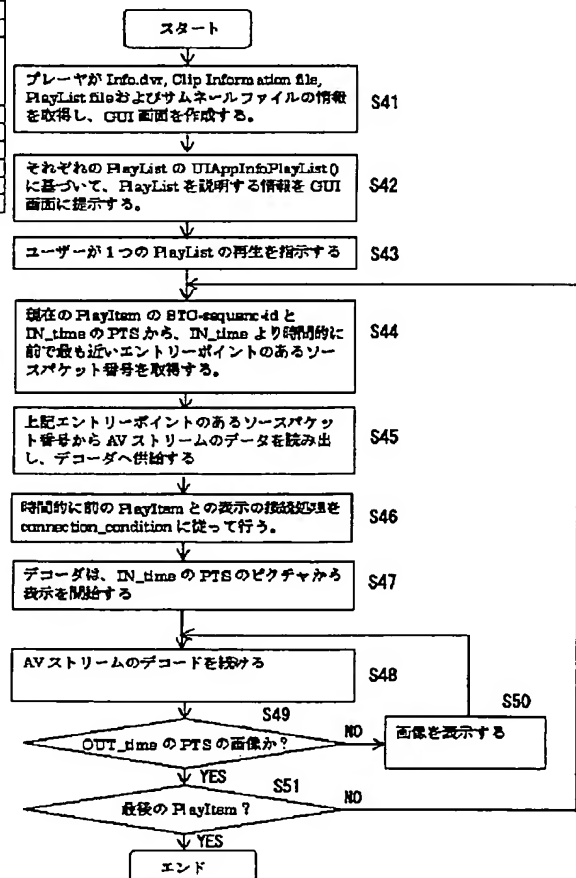 スタート
プレーヤが Info.dvr, Clip Information file,
PlayList fileおよびサムネールファイルの情報
を取得し、GUI 画面を作成する。
S41
それぞれの PlayList の UIAppInfoPlayList()
に基づいて、PlayList を説明する情報を GUI
画面に提示する。
S42
ユーザーが1つの PlayList の再生を指示する
S43
現在の PlayItem の STC-sequenc-id と
IN_time の PTS から、IN_time より時間的に
前で最も近いエントリーポイントのあるソー
スパケット番号を取得する。
S44
上記エントリーポイントのあるソースパケッ
ト番号から AV ストリームのデータを読み出
し、デコーダへ供給する
S45
時間的に前の PlayItem との表示の接続処理を
connection_condition に従って行う。
S46
デコーダは、IN_time の PTS のピクチャから
表示を開始する
S47
AV ストリームのデコードを続ける
S48
S49
OUT_time の PTS の画像か?
NO
S50
画像を表示する
YES
S51
最後の PlayItem ?
NO
YES
エンド